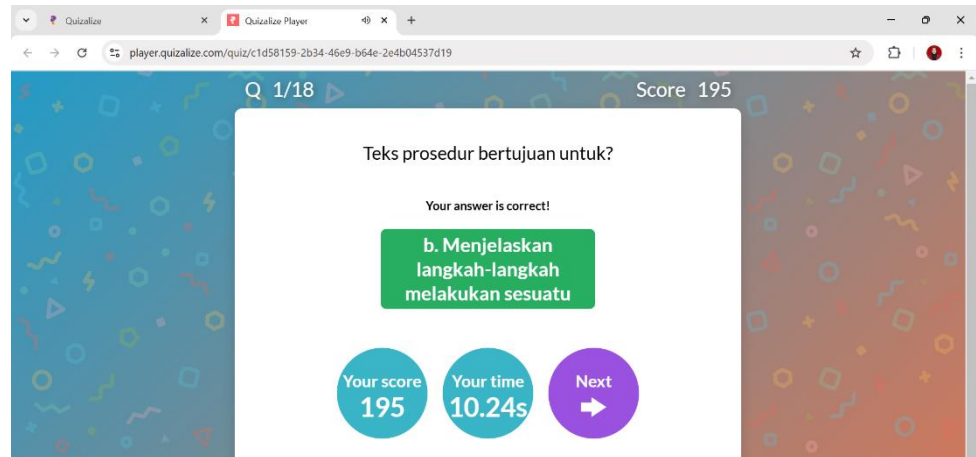 Quizalize
Quizalize Player
player.quizalize.com/quiz/c1d58159-2b34-46e9-b64e-2e4b04537d19
Q 1/18
Score 195
Teks prosedur bertujuan untuk?
Your answer is correct!
b. Menjelaskan
langkah-langkah
melakukan sesuatu
Your score
195
Your time
10.24s
Next